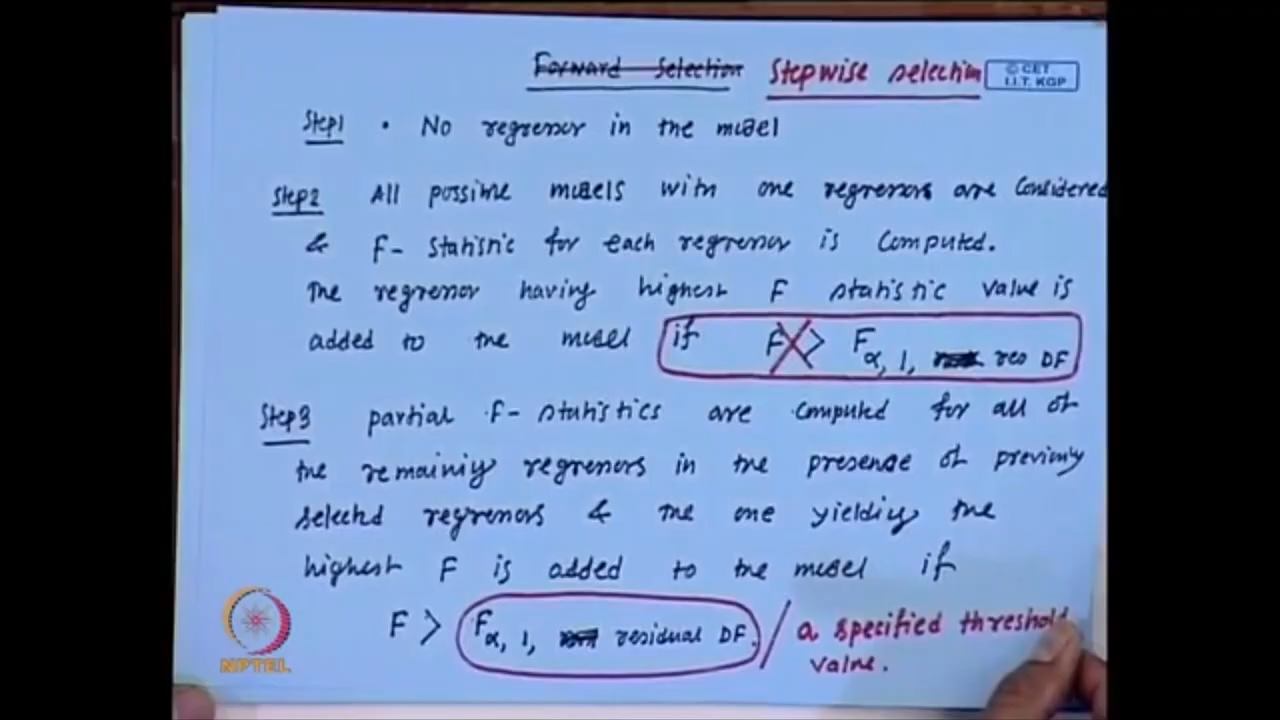 Forward Selection Stepwise selection
© CET
I.I.T. KGP
Step1 • No regressor in the model
Step2 All possible models with one regressors are Considered
& F- Statistic for each regressor is Computed.
The regressor having highest F statistic value is
added to the model if F > Fα, 1, res DF
Step3 partial F- statistics are computed for all of
the remaining regressors in the presence of previously
selected regressors & the one yielding the
highest F is added to the model if
F > Fα, 1, residual DF. / a specified threshold
value.
NPTEL